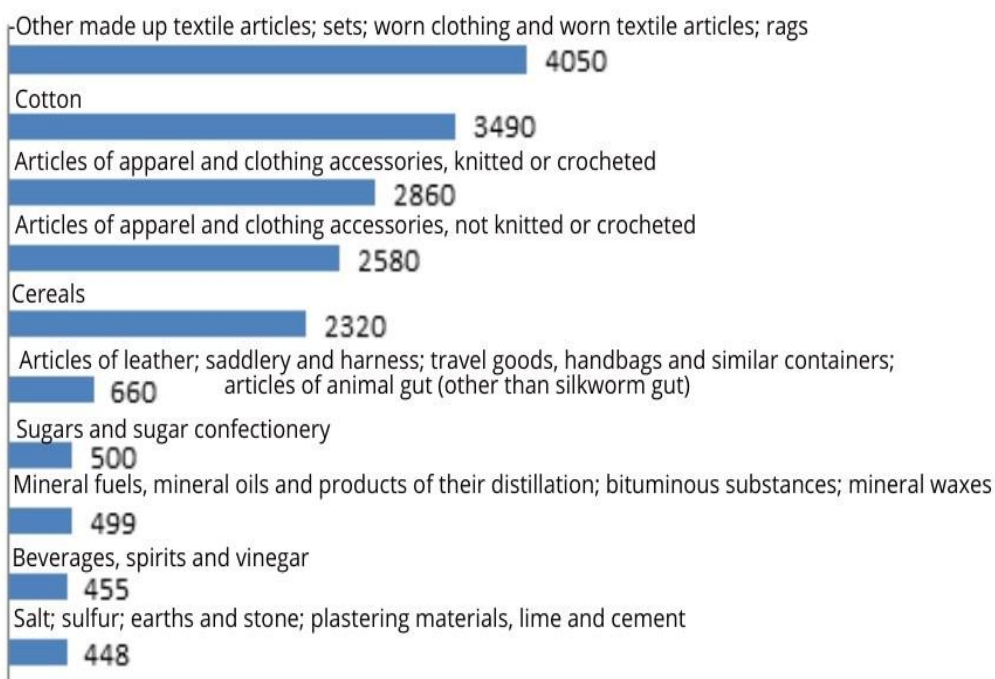 -Other made up textile articles; sets; worn clothing and worn textile articles; rags
4050
Cotton
3490
Articles of apparel and clothing accessories, knitted or crocheted
2860
Articles of apparel and clothing accessories, not knitted or crocheted
2580
Cereals
2320
Articles of leather; saddlery and harness; travel goods, handbags and similar containers;
articles of animal gut (other than silkworm gut)
660
Sugars and sugar confectionery
500
Mineral fuels, mineral oils and products of their distillation; bituminous substances; mineral waxes
499
Beverages, spirits and vinegar
455
Salt; sulfur; earths and stone; plastering materials, lime and cement
448